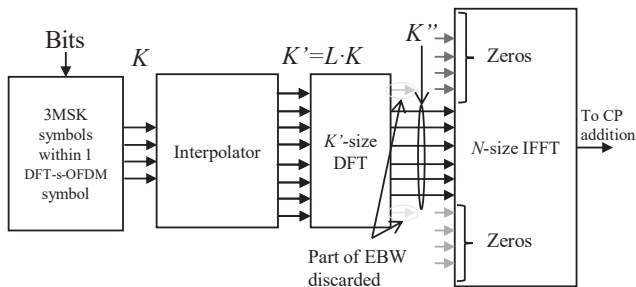 Bits
K
K'=L·K
K''
3MSK
symbols
within 1
DFT-s-OFDM
symbol
Interpolator
K'-size
DFT
Zeros
N-size IFFT
Zeros
To CP
addition
Part of EBW
discarded